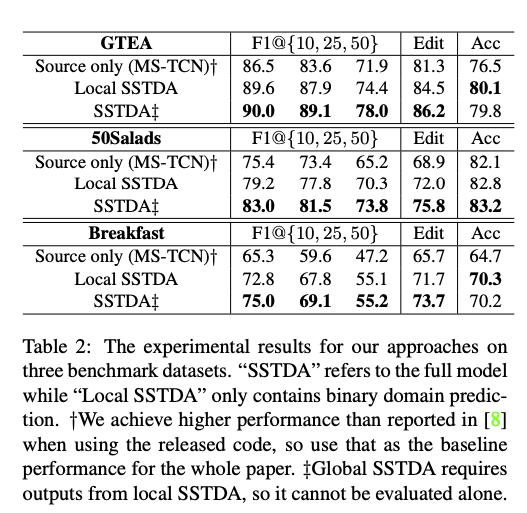 GTEA F1@{10, 25, 50} Edit Acc
Source only (MS-TCN)† 86.5 83.6 71.9 81.3 76.5
Local SSTDA 89.6 87.9 74.4 84.5 80.1
SSTDA‡ 90.0 89.1 78.0 86.2 79.8
50Salads F1@{10, 25, 50} Edit Acc
Source only (MS-TCN)† 75.4 73.4 65.2 68.9 82.1
Local SSTDA 79.2 77.8 70.3 72.0 82.8
SSTDA‡ 83.0 81.5 73.8 75.8 83.2
Breakfast F1@{10, 25, 50} Edit Acc
Source only (MS-TCN)† 65.3 59.6 47.2 65.7 64.7
Local SSTDA 72.8 67.8 55.1 71.7 70.3
SSTDA‡ 75.0 69.1 55.2 73.7 70.2
Table 2: The experimental results for our approaches on
three benchmark datasets. “SSTDA” refers to the full model
while “Local SSTDA” only contains binary domain predic-
tion. †We achieve higher performance than reported in [8]
when using the released code, so use that as the baseline
performance for the whole paper. ‡Global SSTDA requires
outputs from local SSTDA, so it cannot be evaluated alone.